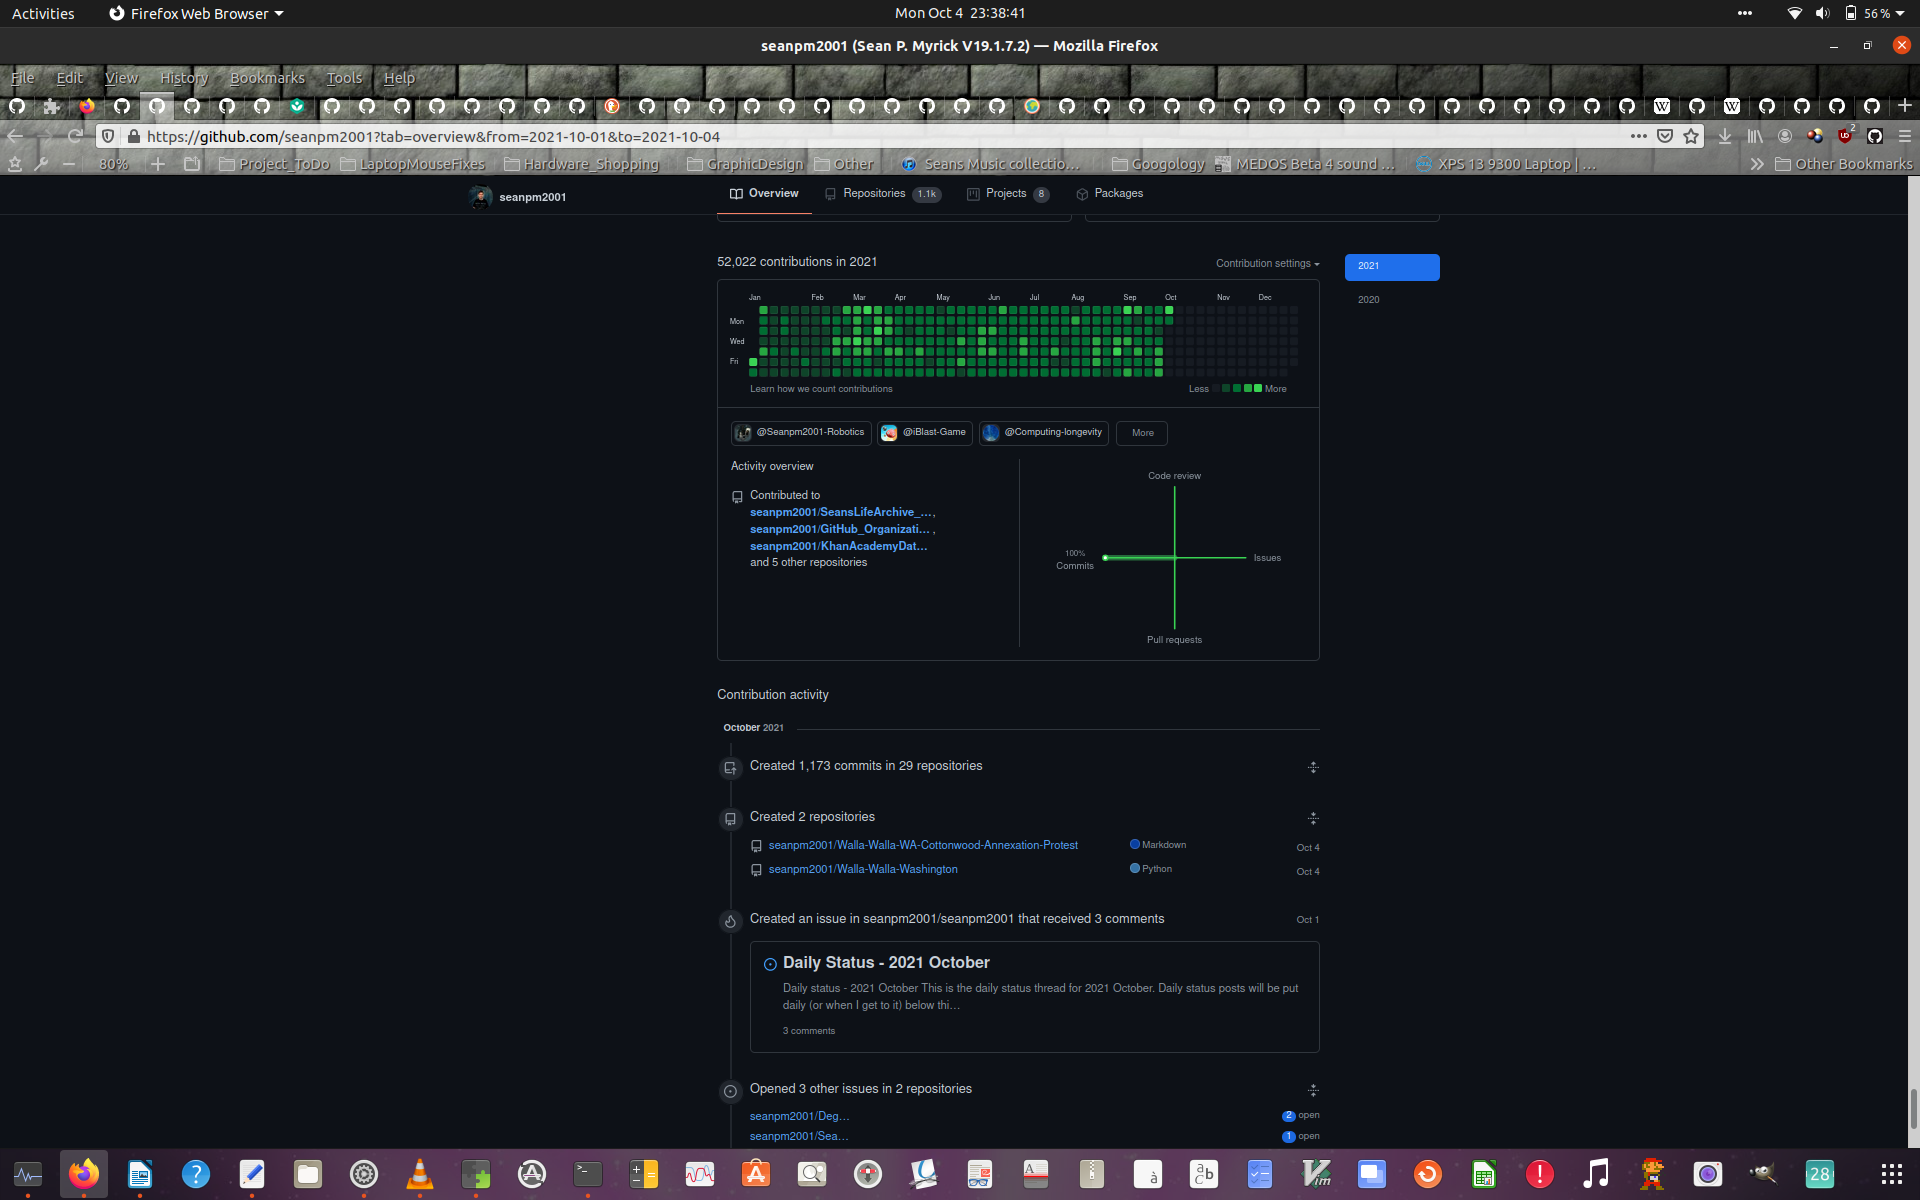 Activities
Firefox Web Browser
Mon Oct 4 23:38:41
56 %
seanpm2001 (Sean P. Myrick V19.1.7.2) — Mozilla Firefox
File Edit View History Bookmarks Tools Help
https://github.com/seanpm2001?tab=overview&from=2021-10-01&to=2021-10-04
2
80%
Project_ToDo
LaptopMouseFixes
Hardware_Shopping
GraphicDesign
Other
Seans Music collectio…
Googology
MEDOS Beta 4 sound …
XPS 13 9300 Laptop | …
Other Bookmarks
seanpm2001
Overview
Repositories 1.1k
Projects 8
Packages
52,022 contributions in 2021
Contribution settings
2021
2020
Jan Feb Mar Apr May Jun Jul Aug Sep Oct Nov Dec
Mon
Wed
Fri
Learn how we count contributions
Less More
@Seanpm2001-Robotics
@iBlast-Game
@Computing-longevity
More
Activity overview
Contributed to
seanpm2001/SeansLifeArchive_…,
seanpm2001/GitHub_Organizati… ,
seanpm2001/KhanAcademyDat…
and 5 other repositories
Code review
100%
Commits
Issues
Pull requests
Contribution activity
October 2021
Created 1,173 commits in 29 repositories
Created 2 repositories
seanpm2001/Walla-Walla-WA-Cottonwood-Annexation-Protest Markdown Oct 4
seanpm2001/Walla-Walla-Washington Python Oct 4
Created an issue in seanpm2001/seanpm2001 that received 3 comments Oct 1
Daily Status - 2021 October
Daily status - 2021 October This is the daily status thread for 2021 October. Daily status posts will be put
daily (or when I get to it) below thi…
3 comments
Opened 3 other issues in 2 repositories
seanpm2001/Deg… 2 open
seanpm2001/Sea… 1 open
28